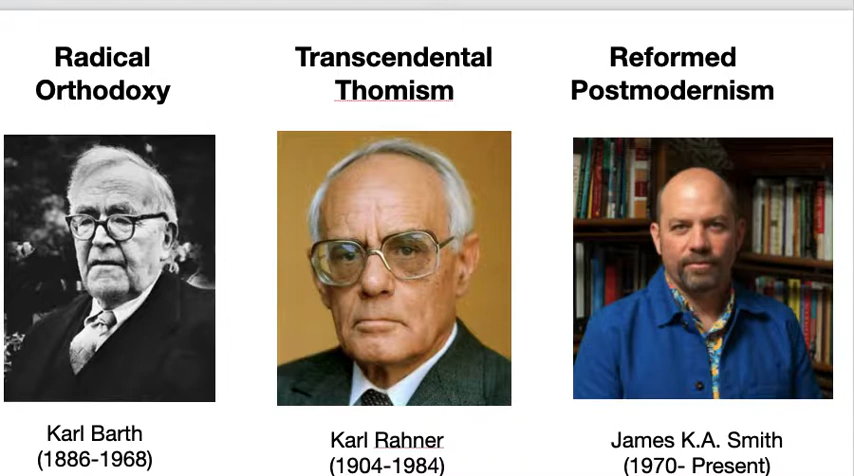 Radical
Orthodoxy
Transcendental
Thomism
Reformed
Postmodernism
Karl Barth
(1886-1968)
Karl Rahner
(1904-1984)
James K.A. Smith
(1970- Present)